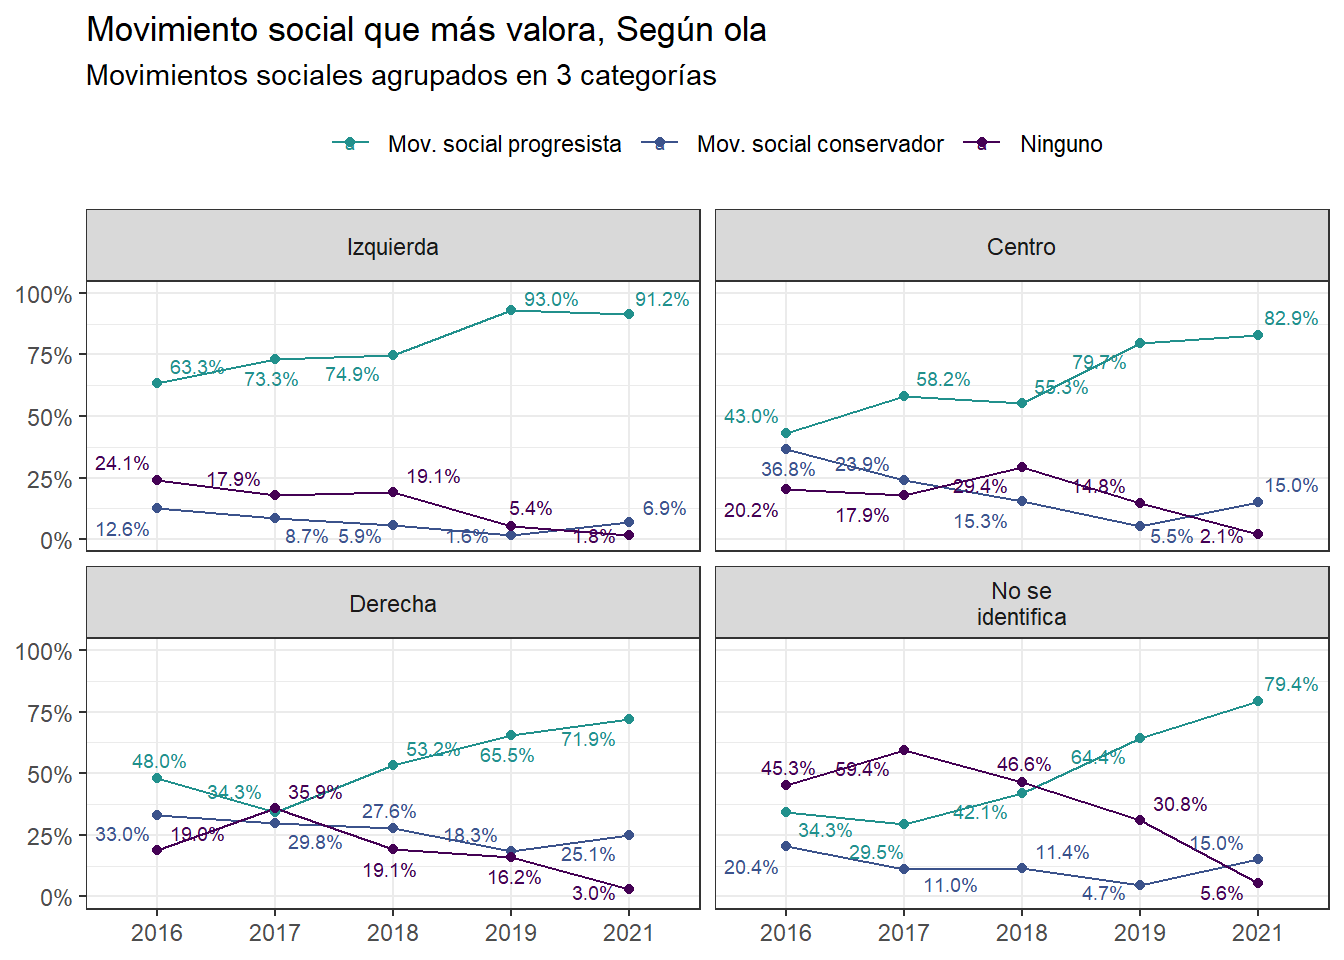 Movimiento social que más valora, Según ola
Movimientos sociales agrupados en 3 categorías
a Mov. social progresista a Mov. social conservador a Ninguno
Izquierda
100%
75%
50%
25%
0%
63.3% 73.3% 74.9% 93.0% 91.2%
24.1% 17.9% 19.1% 5.4% 1.8%
12.6% 8.7% 5.9% 1.6% 6.9%
Centro
43.0% 58.2% 55.3% 79.7% 82.9%
36.8% 23.9% 15.3% 5.5% 15.0%
20.2% 17.9% 29.4% 14.8% 2.1%
Derecha
100%
75%
50%
25%
0%
48.0% 34.3% 53.2% 65.5% 71.9%
33.0% 29.8% 27.6% 18.3% 25.1%
19.0% 35.9% 19.1% 16.2% 3.0%
2016 2017 2018 2019 2021
No se
identifica
45.3% 59.4% 46.6% 30.8% 5.6%
34.3% 29.5% 42.1% 64.4% 79.4%
20.4% 11.0% 11.4% 4.7% 15.0%
2016 2017 2018 2019 2021